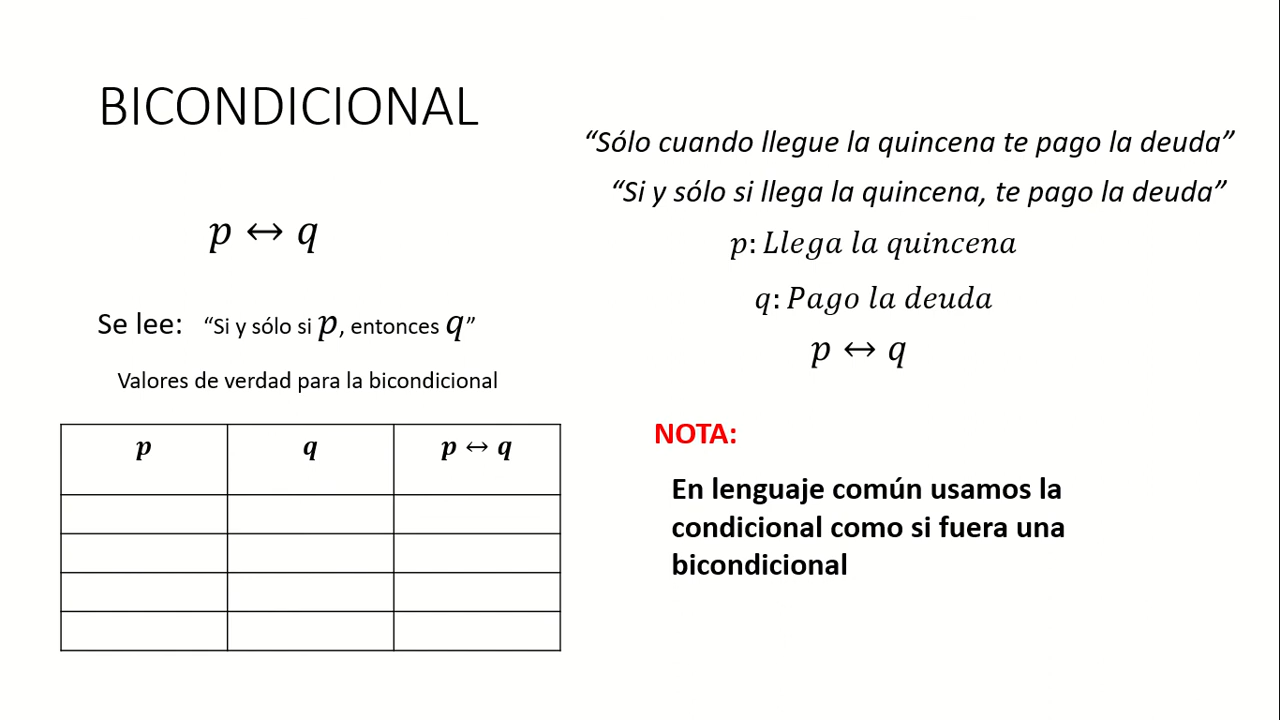 BICONDICIONAL
p ↔ q
Se lee: “Si y sólo si p, entonces q”
Valores de verdad para la bicondicional
p q p ↔ q
“Sólo cuando llegue la quincena te pago la deuda”
“Si y sólo si llega la quincena, te pago la deuda”
p: Llega la quincena
q: Pago la deuda
p ↔ q
NOTA:
En lenguaje común usamos la
condicional como si fuera una
bicondicional